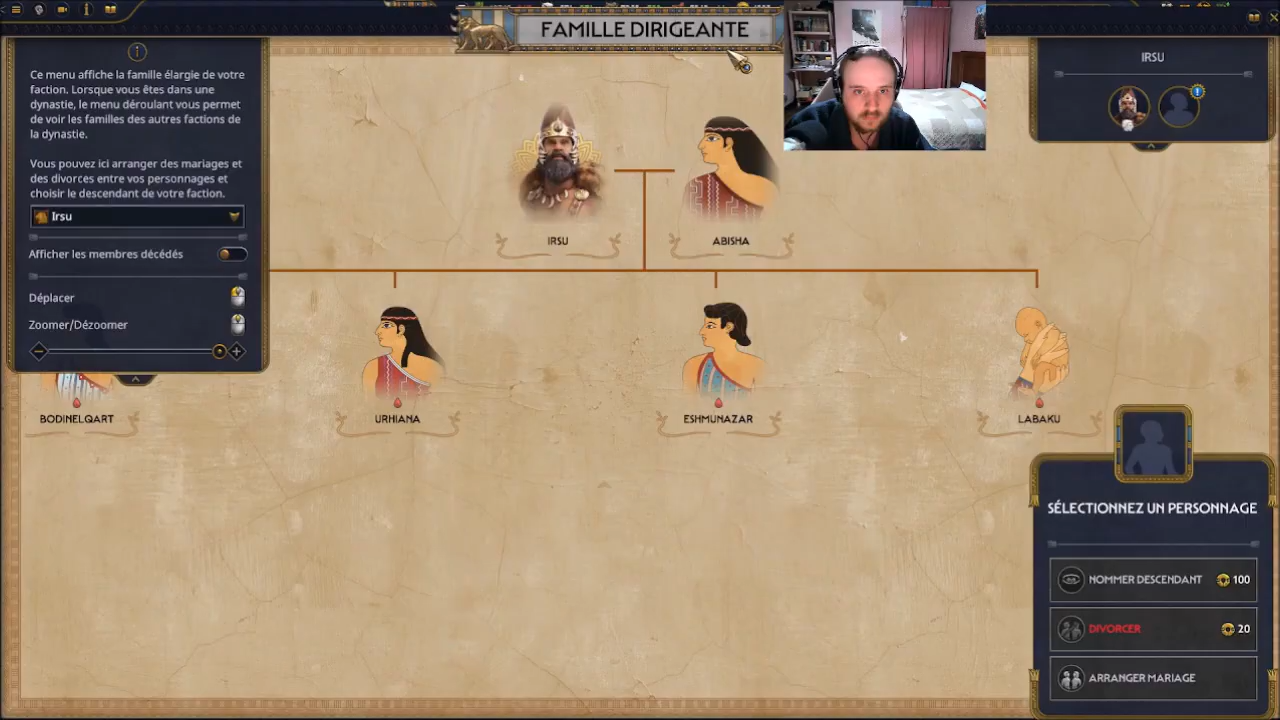 FAMILLE DIRIGEANTE
Ce menu affiche la famille élargie de votre
faction. Lorsque vous êtes dans une
dynastie, le menu déroulant vous permet
de voir les familles des autres factions de
la dynastie.
Vous pouvez ici arranger des mariages et
des divorces entre vos personnages et
choisir le descendant de votre faction.
Irsu
Afficher les membres décédés
Déplacer
Zoomer/Dézoomer
IRSU
ABISHA
BODINELQART
URHIANA
ESHMUNAZAR
LABAKU
IRSU
SÉLECTIONNEZ UN PERSONNAGE
NOMMER DESCENDANT 100
DIVORCER 20
ARRANGER MARIAGE